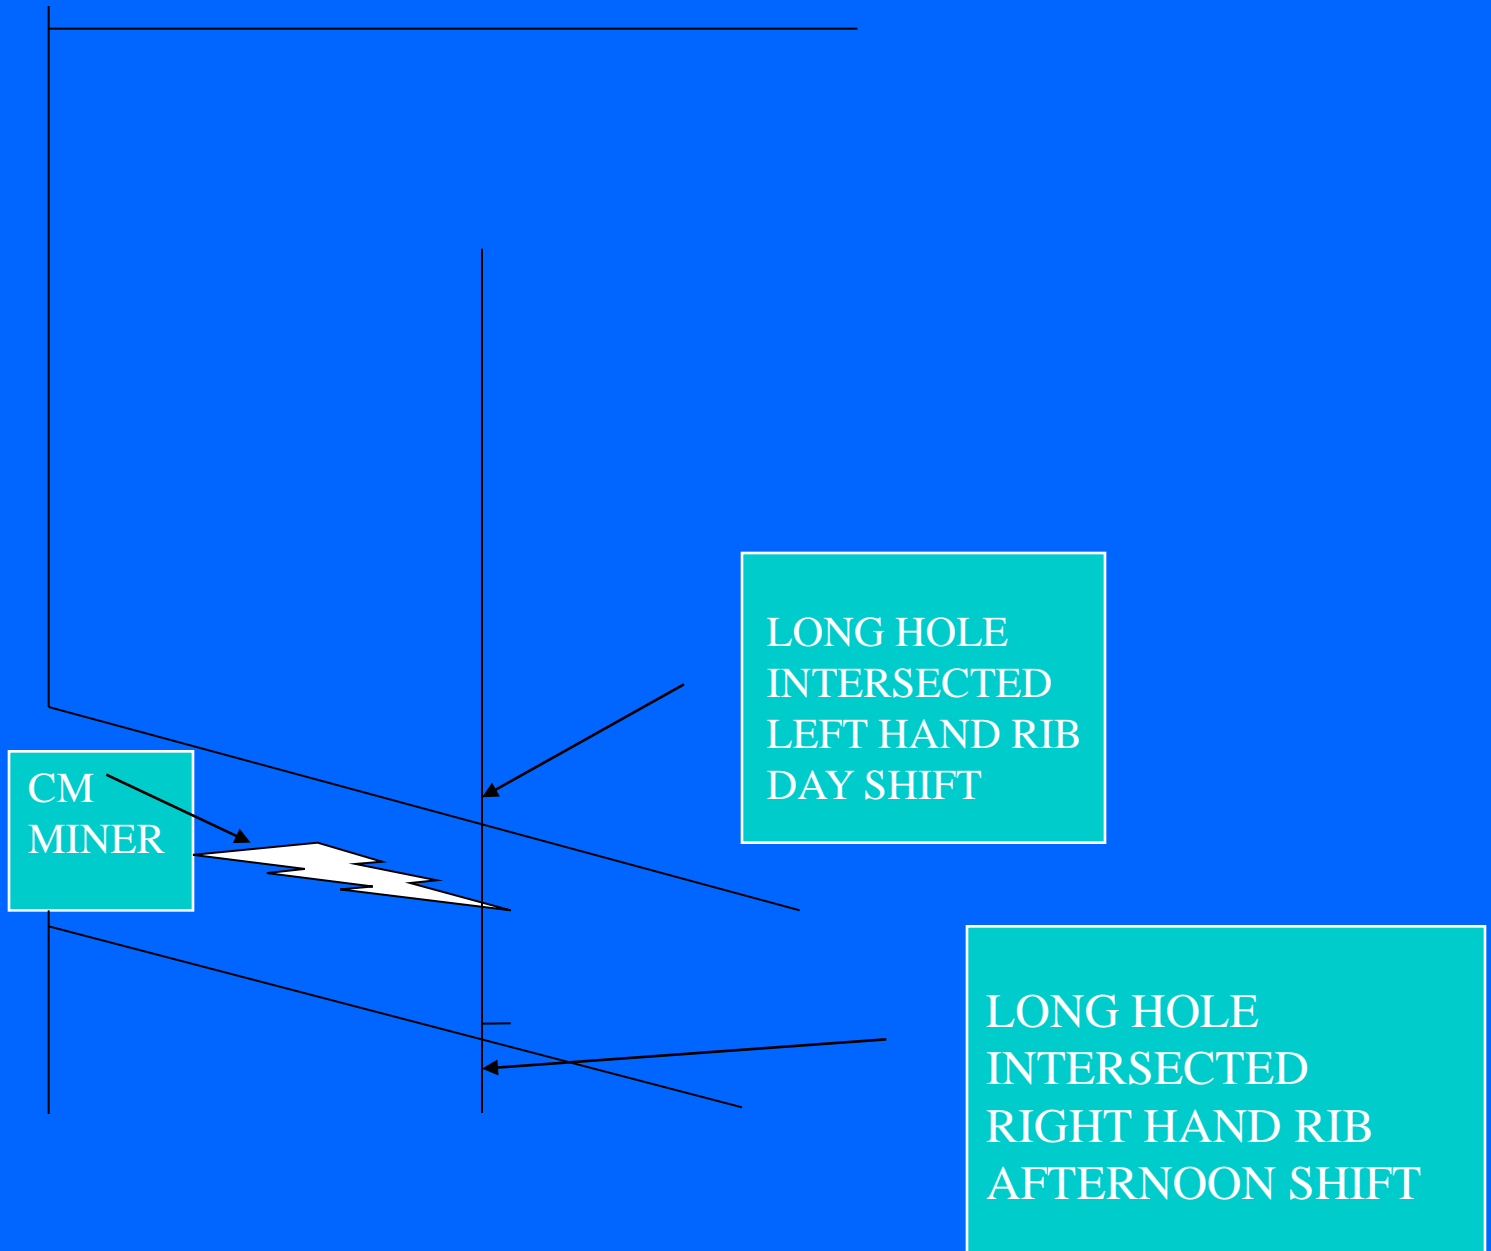 LONG HOLE
INTERSECTED
LEFT HAND RIB
DAY SHIFT
CM
MINER
LONG HOLE
INTERSECTED
RIGHT HAND RIB
AFTERNOON SHIFT